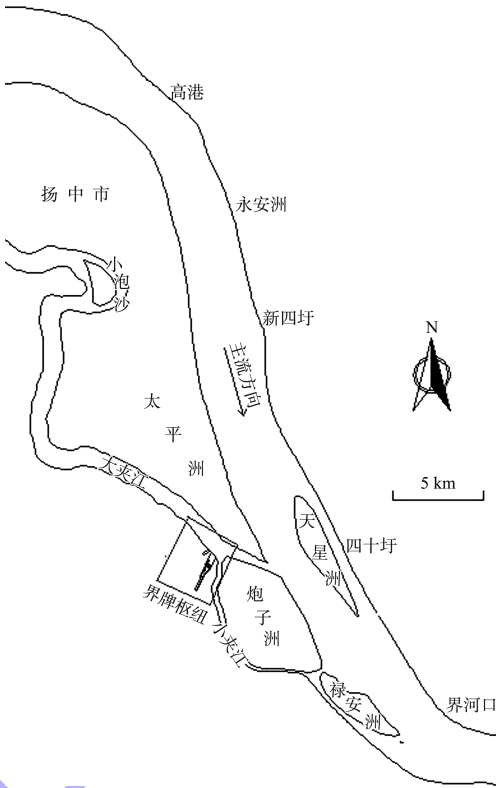 高港
扬中市
永安洲
小泡沙
新四圩
N
主流方向
太平洲
5 km
大夹江
天星洲
四十圩
界牌枢纽
炮子洲
小夹江
禄安洲
界河口